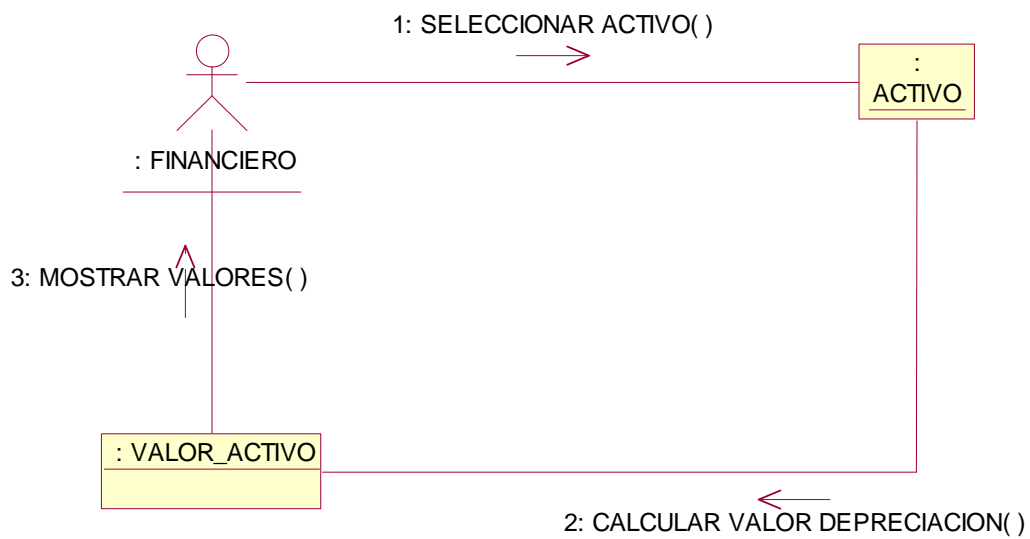 1: SELECCIONAR ACTIVO( )
:
ACTIVO
: FINANCIERO
3: MOSTRAR VALORES( )
: VALOR_ACTIVO
2: CALCULAR VALOR DEPRECIACION( )